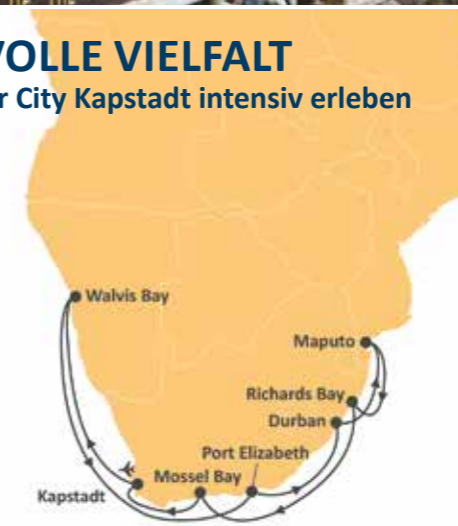 VOLLE VIELFALT
r City Kapstadt intensiv erleben
Walvis Bay
Maputo
Richards Bay
Durban
Port Elizabeth
Mossel Bay
Kapstadt